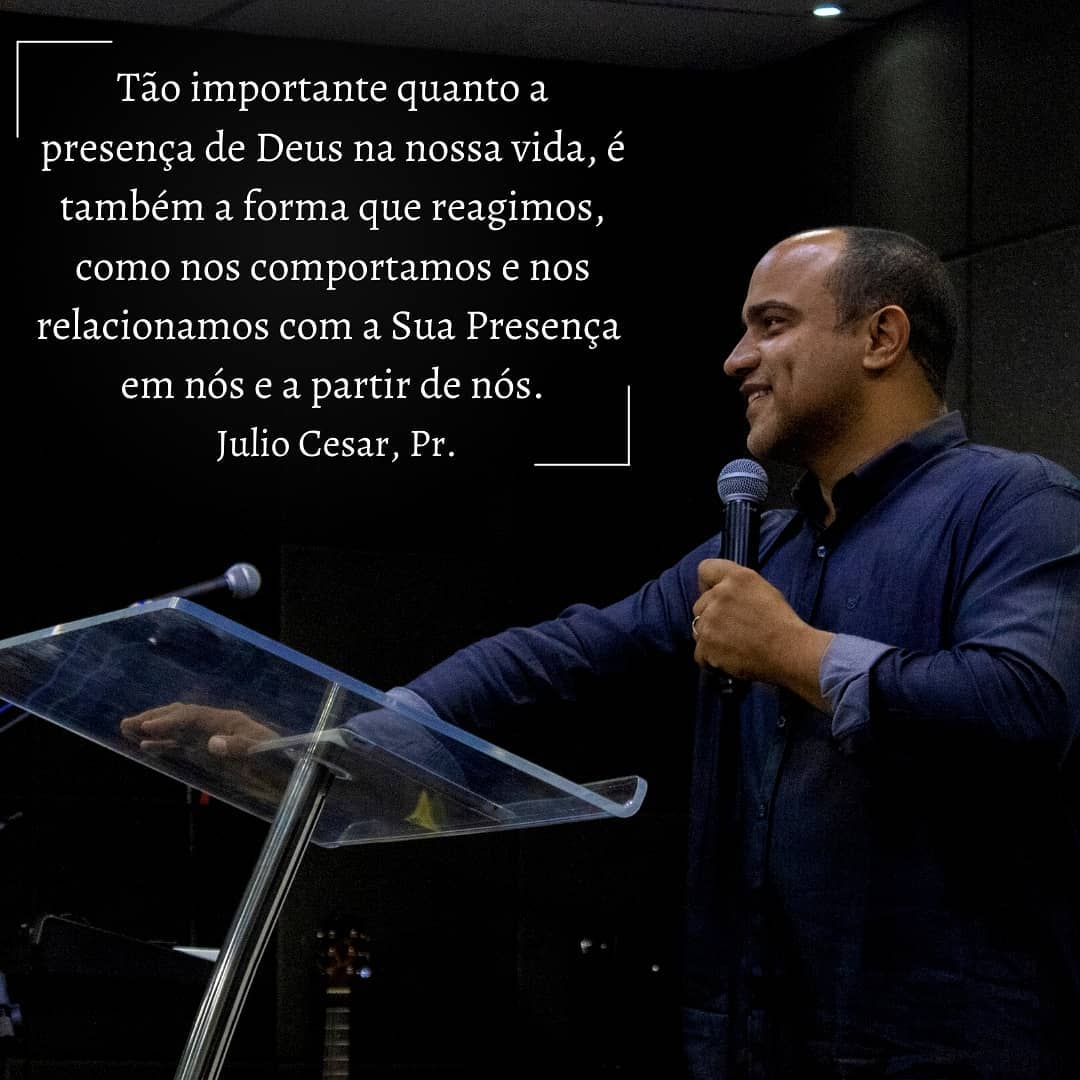 Tão importante quanto a
presença de Deus na nossa vida, é
também a forma que reagimos,
como nos comportamos e nos
relacionamos com a Sua Presença
em nós e a partir de nós.
Julio Cesar, Pr.